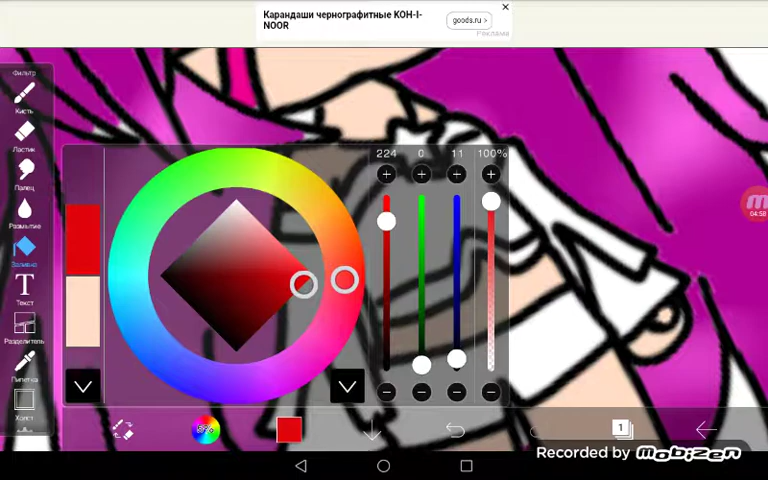 Карандаши чернографитные KOH-I-
NOOR
goods.ru ›
Реклама
Фильтр
Кисть
Ластик
Палец
Размытие
Заливка
Текст
Разделитель
Пипетка
Холст
224 0 11 100%
04:58
1
Recorded by Mobizen